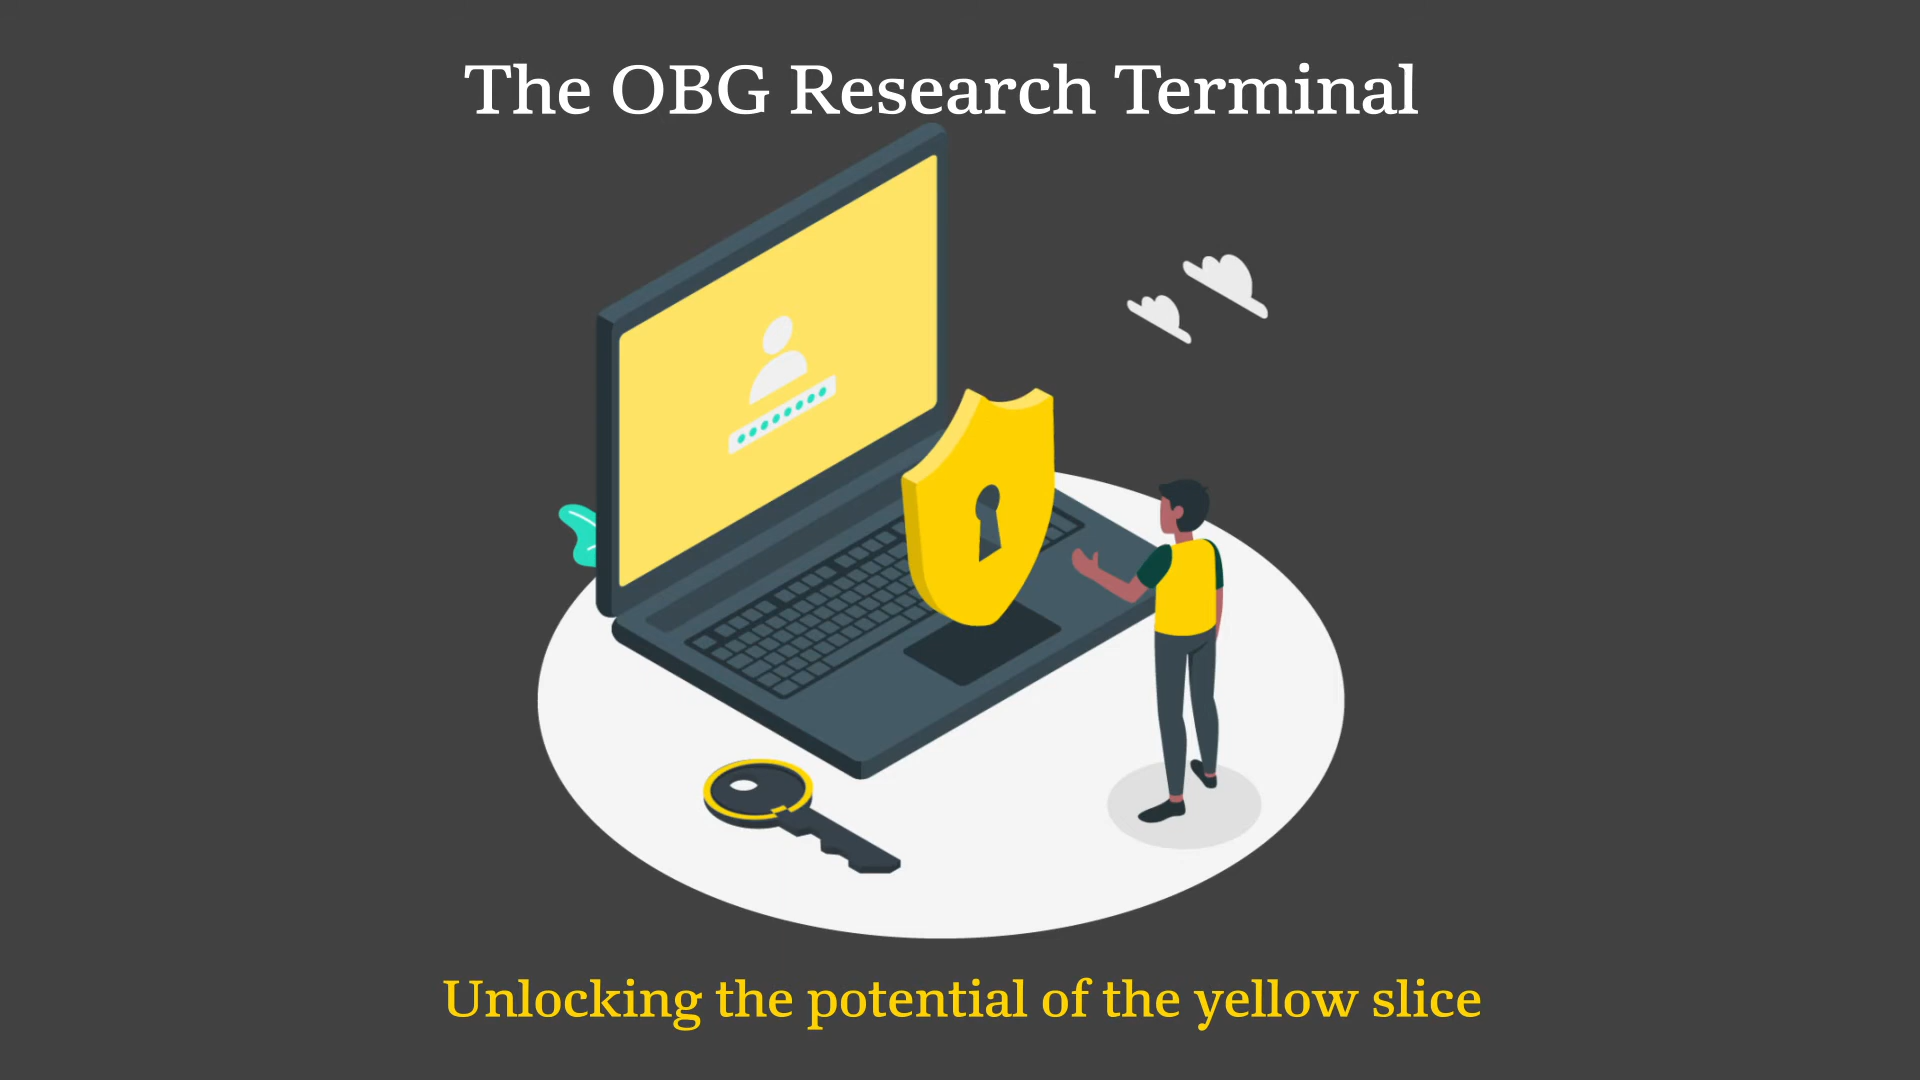 The OBG Research Terminal
Unlocking the potential of the yellow slice